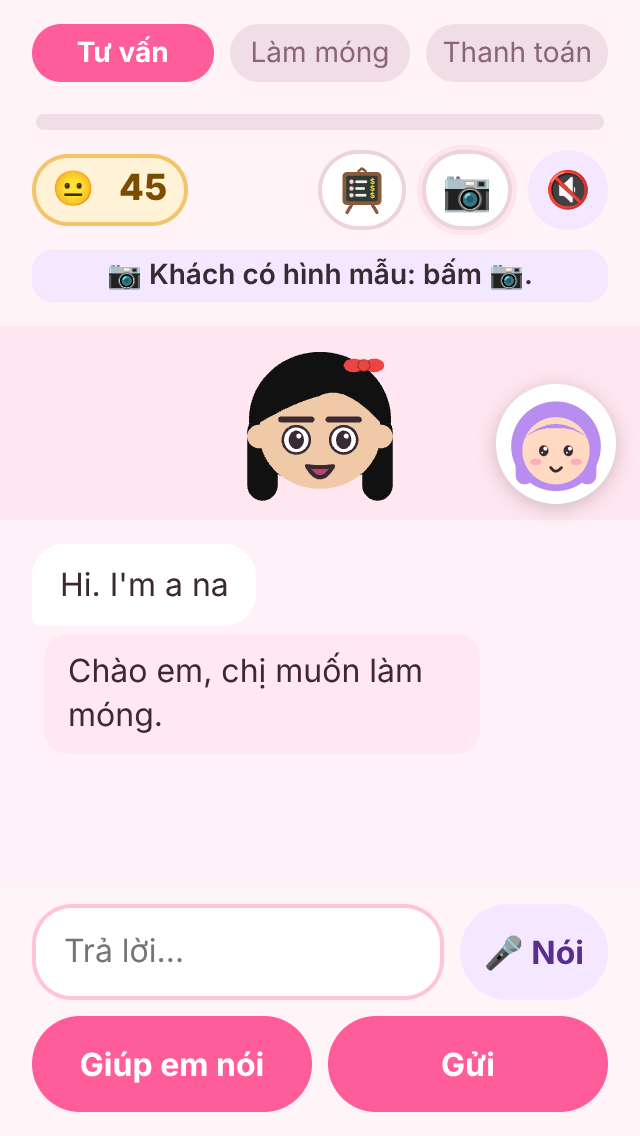 Tư vấn
Làm móng
Thanh toán
45
Khách có hình mẫu: bấm 📷.
Hi. I'm a na
Chào em, chị muốn làm
móng.
Trả lời...
Nói
Giúp em nói
Gửi